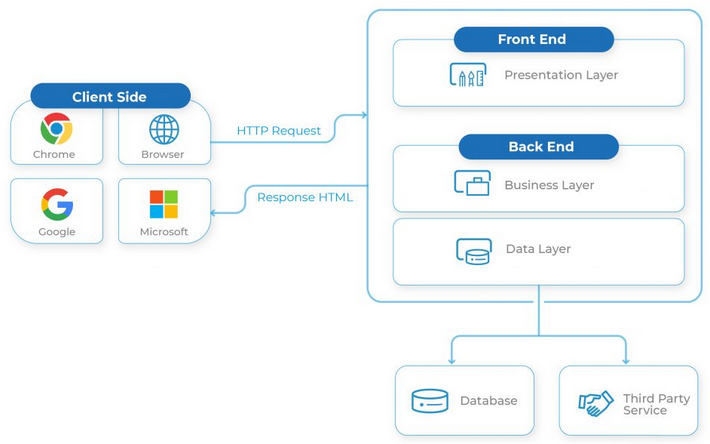 Client Side
Chrome
Browser
Google
Microsoft
HTTP Request
Response HTML
Front End
Presentation Layer
Back End
Business Layer
Data Layer
Database
Third Party
Service